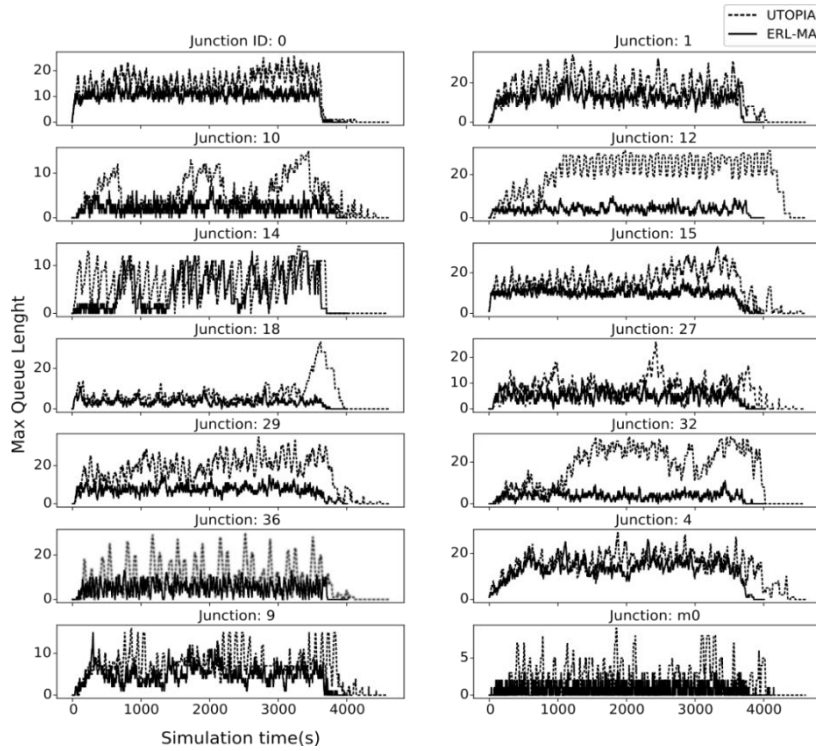 UTOPIA
ERL-MA
Junction ID: 0
20
10
0
Junction: 1
20
0
Junction: 10
10
0
Junction: 12
30
20
10
0
Junction: 14
10
5
0
Junction: 15
20
0
Junction: 18
20
0
Junction: 27
20
10
0
Junction: 29
20
0
Junction: 32
20
0
Junction: 36
20
0
Junction: 4
20
0
Junction: 9
10
0
0 1000 2000 3000 4000
Junction: m0
5
0
0 1000 2000 3000 4000
Max Queue Lenght
Simulation time(s)